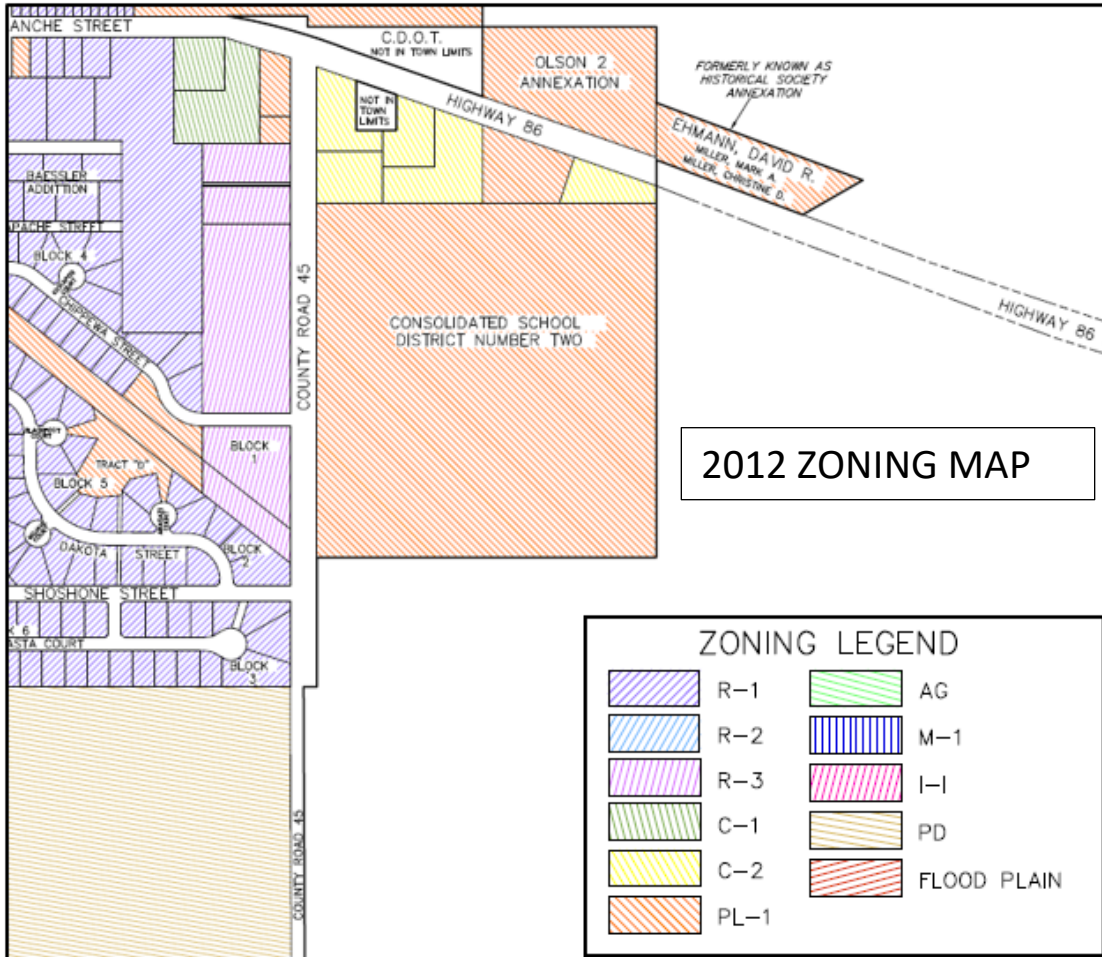 ANCHE STREET
C.D.O.T.
NOT IN TOWN LIMITS
OLSON 2
ANNEXATION
FORMERLY KNOWN AS
HISTORICAL SOCIETY
ANNEXATION
NOT IN
TOWN
LIMITS
HIGHWAY 86
EHMANN, DAVID R.
MILLER, MARK A.
MILLER, CHRISTINE D.
BAESSLER
ADDITTION
APACHE STREET
BLOCK 4
CHIPPEWA STREET
COUNTY ROAD 45
CONSOLIDATED SCHOOL
DISTRICT NUMBER TWO
HIGHWAY 86
BLOCK
1
TRACT "D"
BLOCK 5
2012 ZONING MAP
DAKOTA STREET
BLOCK
2
SHOSHONE STREET
K 6
ASTA COURT
BLOCK
3
COUNTY ROAD 45
ZONING LEGEND
R-1
R-2
R-3
C-1
C-2
PL-1
AG
M-1
I-I
PD
FLOOD PLAIN